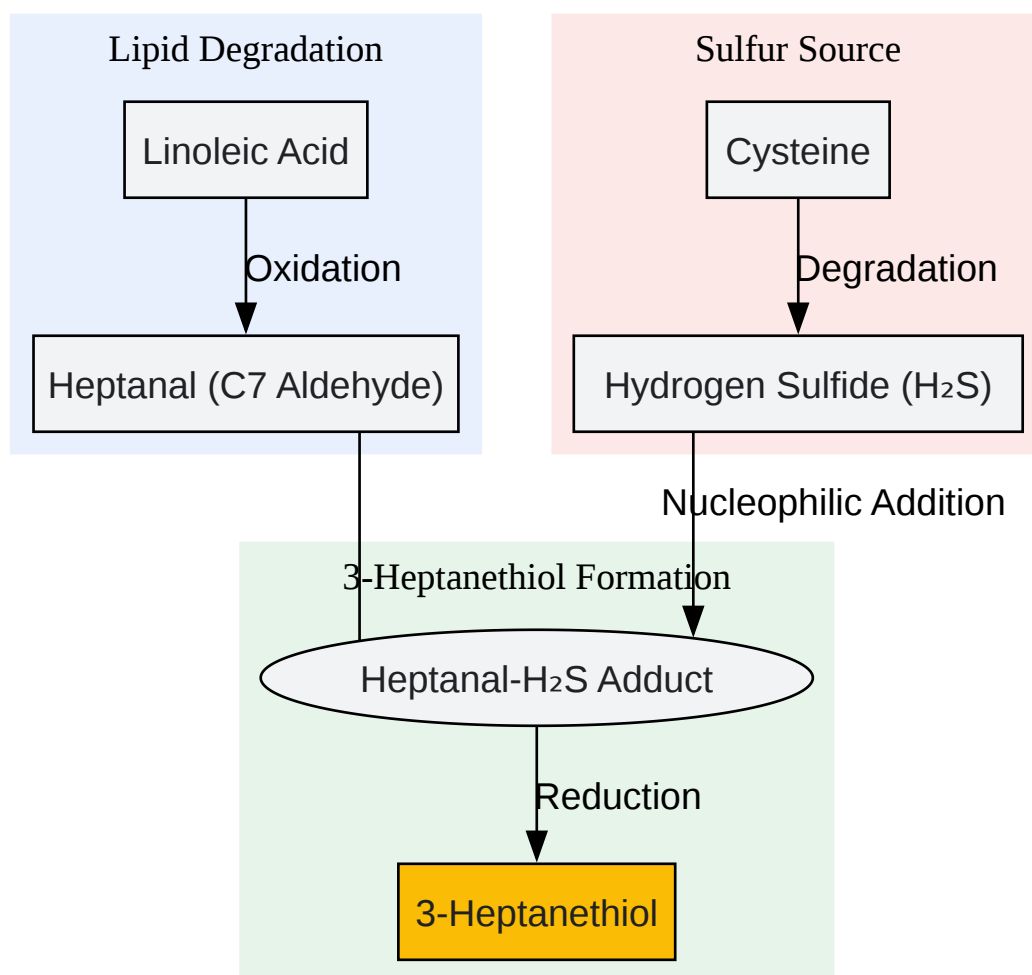 Lipid Degradation
Linoleic Acid
Oxidation
Heptanal (C7 Aldehyde)
Sulfur Source
Cysteine
Degradation
Hydrogen Sulfide (H₂S)
Nucleophilic Addition
3-Heptanethiol Formation
Heptanal-H₂S Adduct
Reduction
3-Heptanethiol